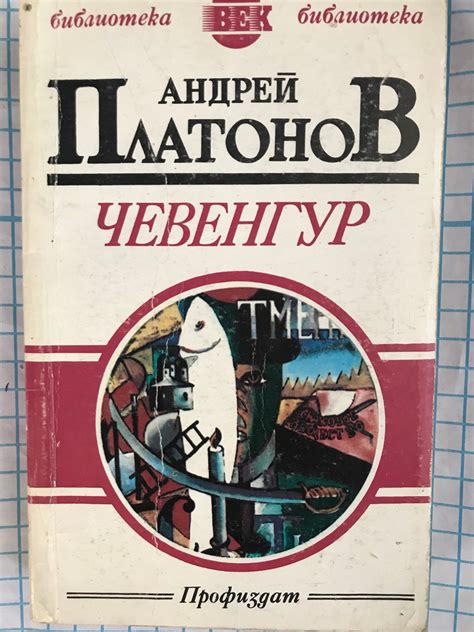 библиотека ВЕК библиотека
АНДРЕЙ
ПЛАТОНОВ
ЧЕВЕНГУР
Профиздат